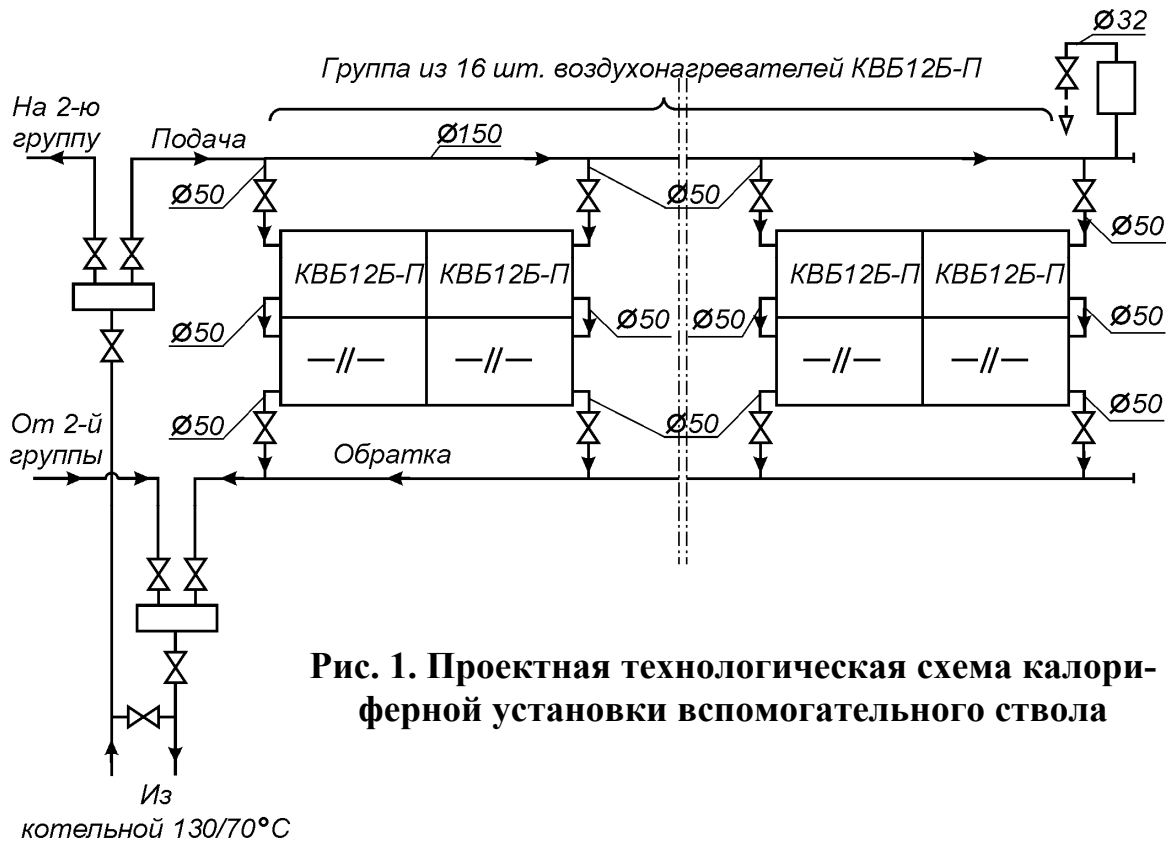 Ø32
Группа из 16 шт. воздухонагревателей КВБ12Б-П
На 2-ю
группу
Подача
Ø150
Ø50
Ø50
Ø50
КВБ12Б-П
КВБ12Б-П
КВБ12Б-П
КВБ12Б-П
Ø50
Ø50
Ø50
Ø50
—//—
—//—
—//—
—//—
От 2-й
группы
Ø50
Ø50
Ø50
Обратка
Рис. 1. Проектная технологическая схема калори-
ферной установки вспомогательного ствола
Из
котельной 130/70°С